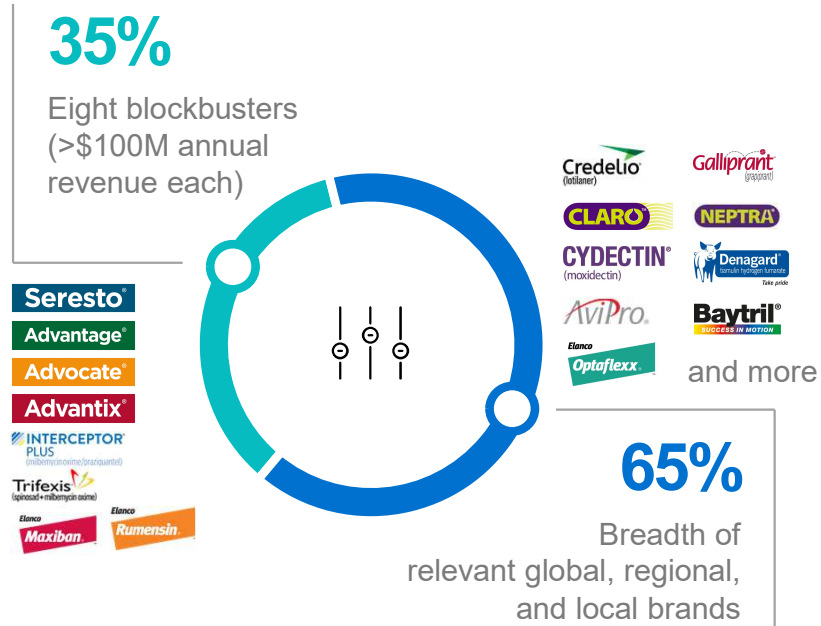 35%
Eight blockbusters
(>$100M annual
revenue each)
Seresto®
Advantage®
Advocate®
Advantix®
INTERCEPTOR®
PLUS
(milbemycin oxime/praziquantel)
Trifexis™
(spinosad + milbemycin oxime)
Elanco
Maxiban.
Elanco
Rumensin.
Credelio®
(lotilaner)
Galliprant®
(grapiprant)
CLARO™
NEPTRA®
CYDECTIN®
(moxidectin)
Denagard®
tiamulin hydrogen fumarate
Take pride
AviPro®
Baytril®
SUCCESS IN MOTION
Elanco
Optaflexx.
and more
65%
Breadth of
relevant global, regional,
and local brands